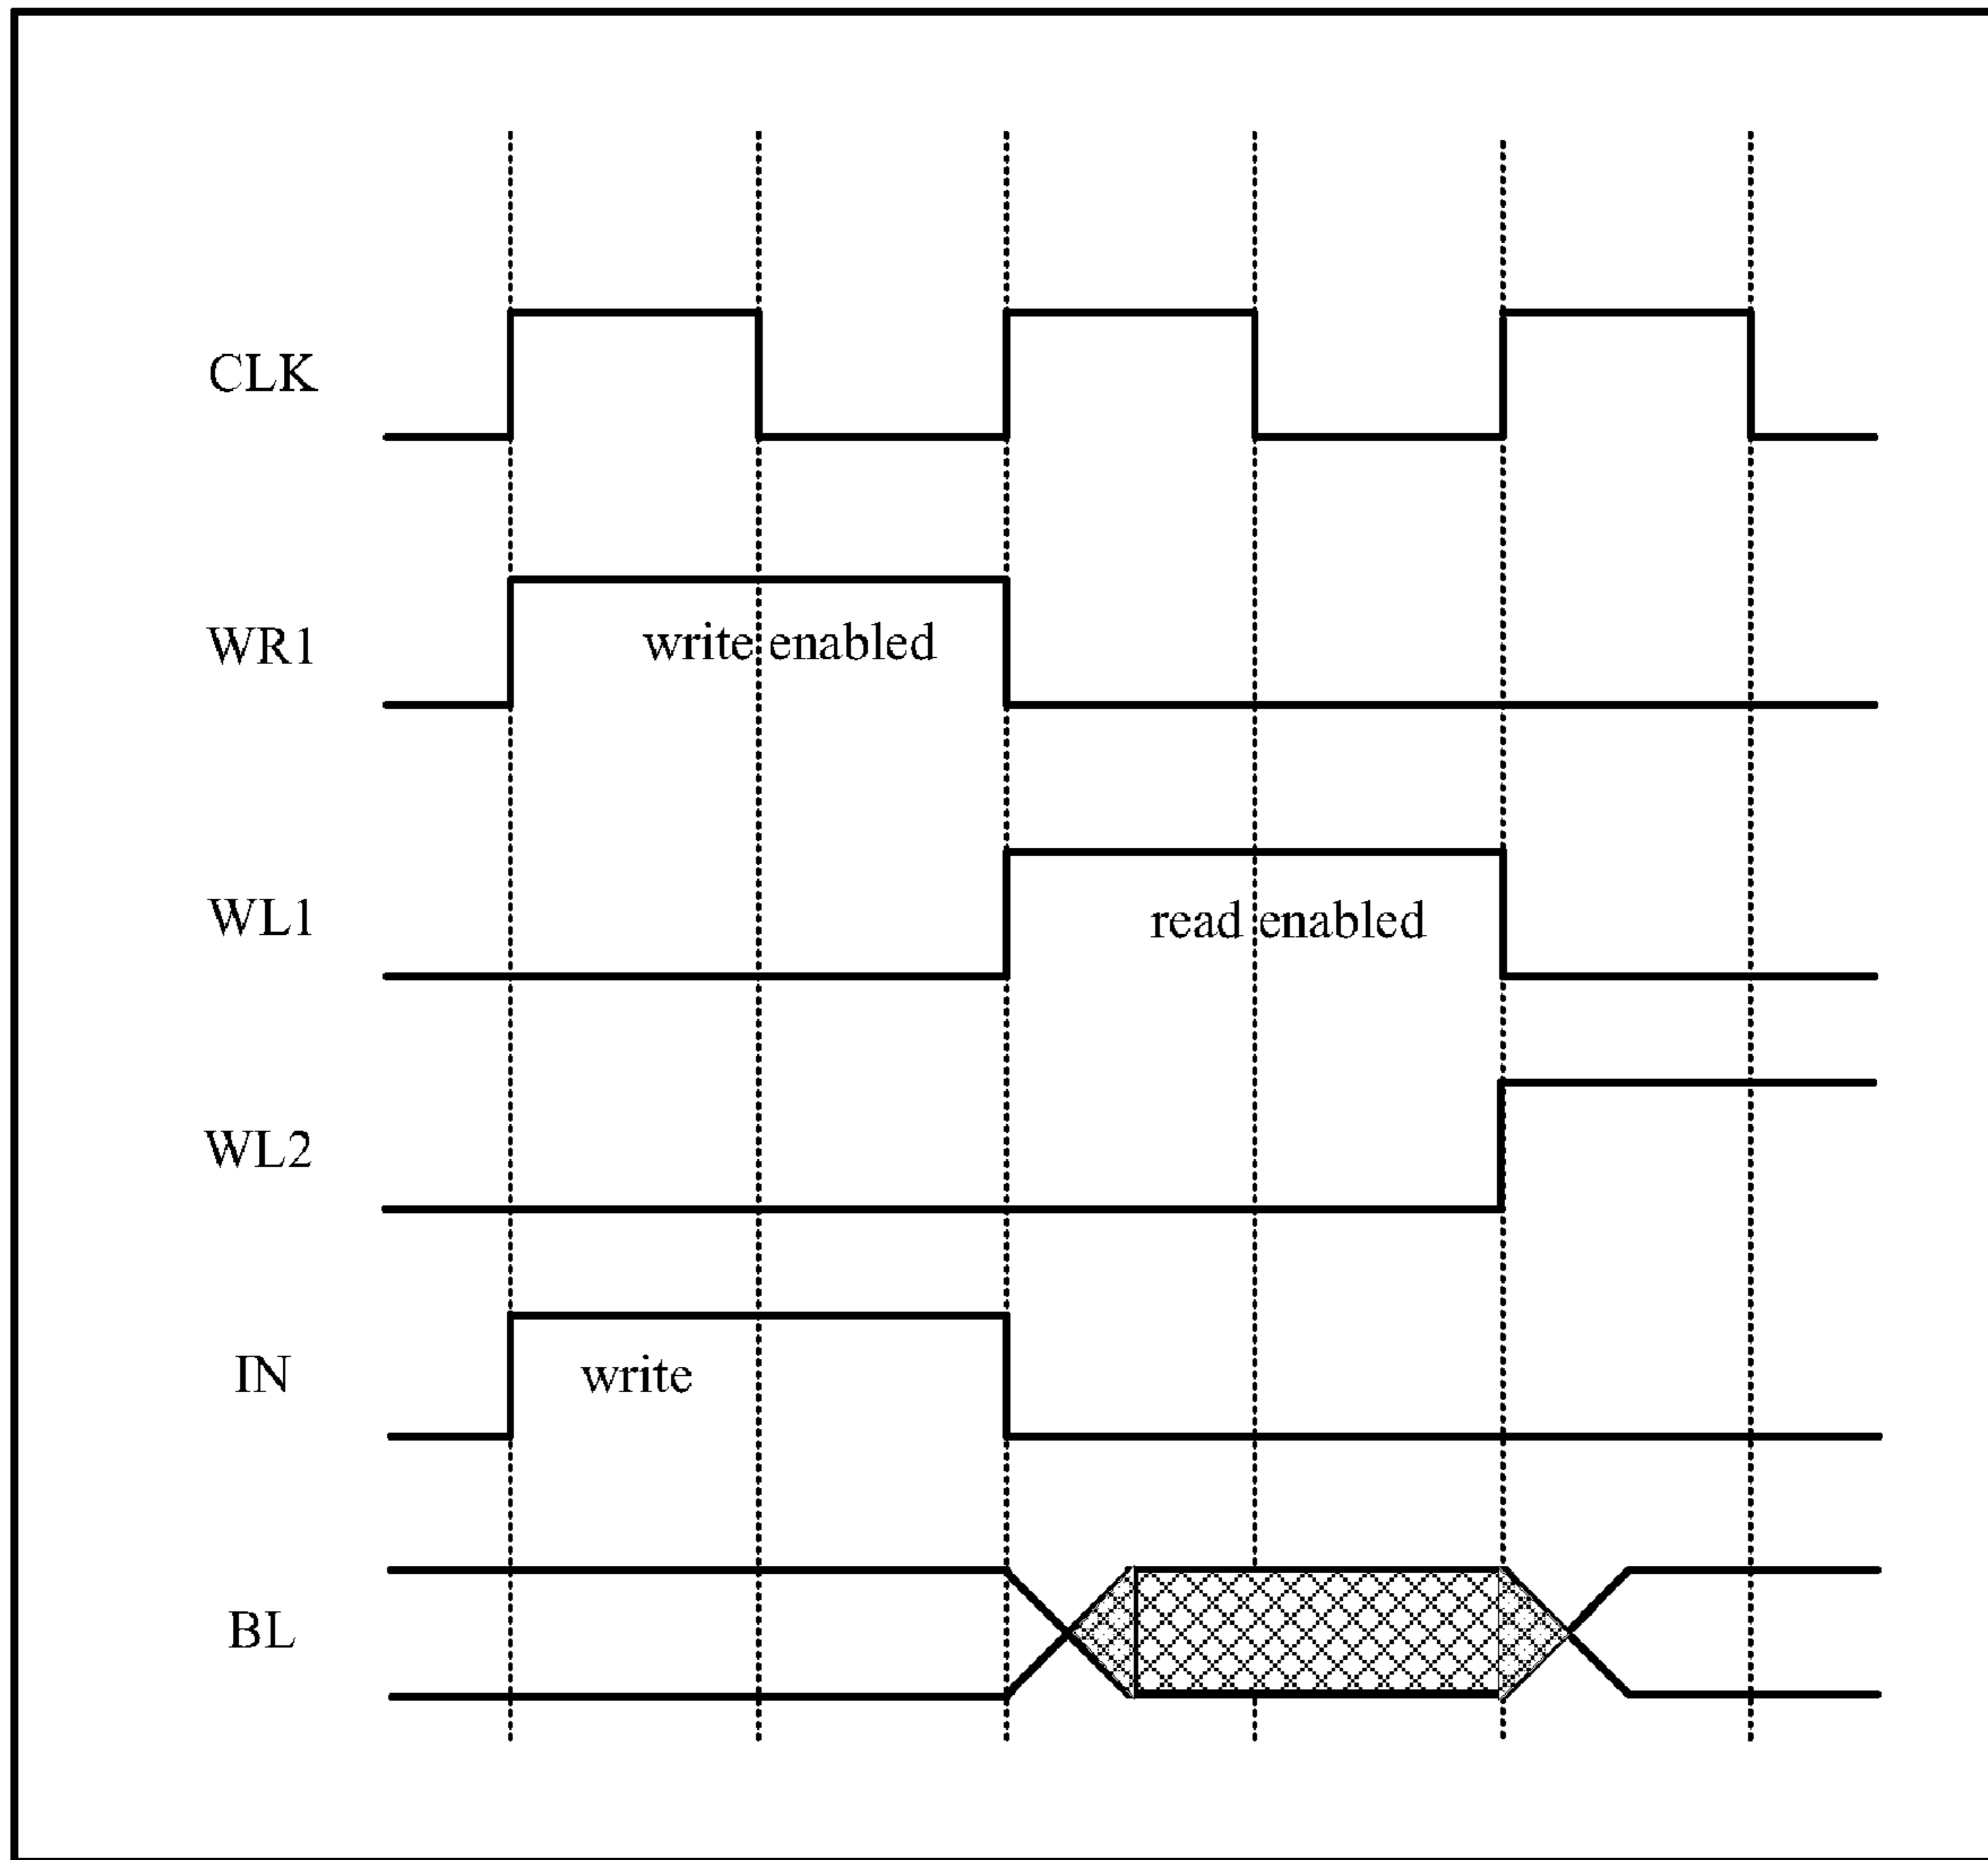 CLK
WR1
write enabled
WL1
read enabled
WL2
IN
write
BL